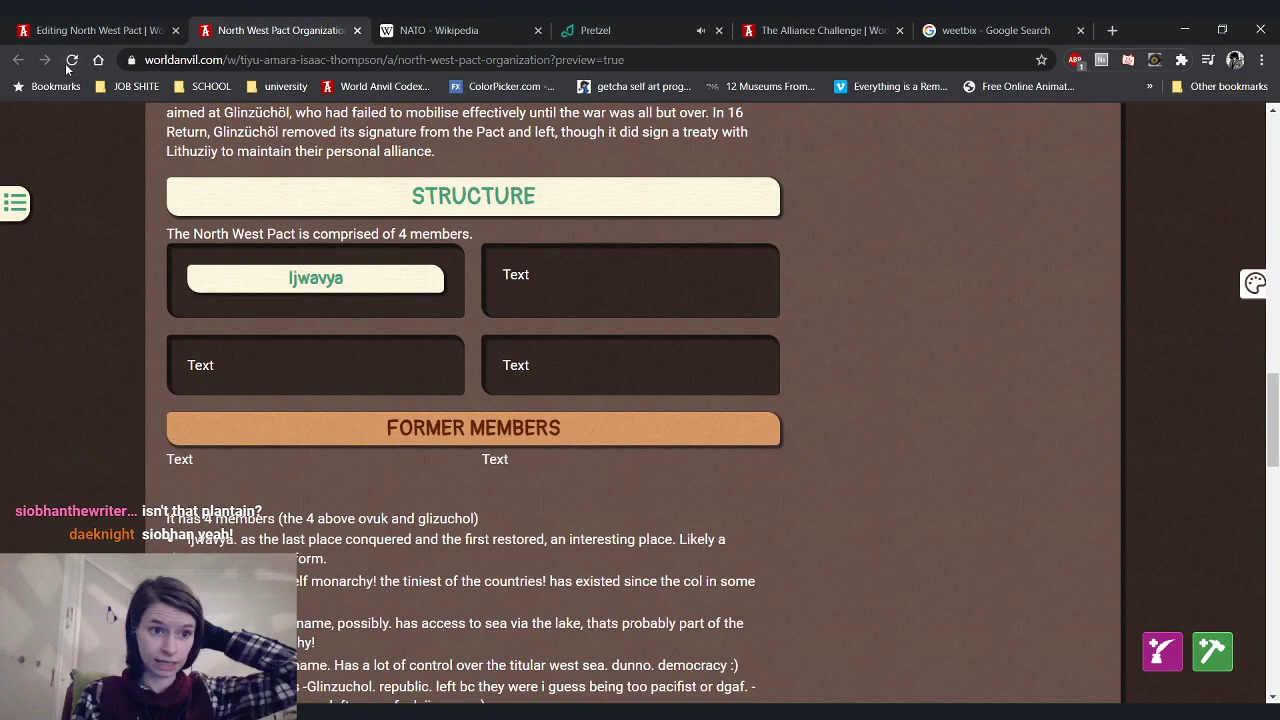 Editing North West Pact | Wo
North West Pact Organization
NATO - Wikipedia
Pretzel
The Alliance Challenge | World
weetbix - Google Search
worldanvil.com/w/tiyu-amara-isaac-thompson/a/north-west-pact-organization?preview=true
Bookmarks
JOB SHITE
SCHOOL
university
World Anvil Codex...
ColorPicker.com -...
getcha self art prog...
12 Museums From...
Everything is a Rem...
Free Online Animat...
Other bookmarks
aimed at Glinzüchöl, who had failed to mobilise effectively until the war was all but over. In 16
Return, Glinzüchöl removed its signature from the Pact and left, though it did sign a treaty with
Lithuziiy to maintain their personal alliance.
STRUCTURE
The North West Pact is comprised of 4 members.
Ijwavya
Text
Text
Text
FORMER MEMBERS
Text
Text
siobhanthewriter... isn't that plantain?
It has 4 members (the 4 above ovuk and glizuchol)
daeknight siobhan yeah!
Ijwavya. as the last place conquered and the first restored, an interesting place. Likely a
form.
elf monarchy! the tiniest of the countries! has existed since the col in some
name, possibly. has access to sea via the lake, thats probably part of the
hy!
name. Has a lot of control over the titular west sea. dunno. democracy :)
s -Glinzuchol. republic. left bc they were i guess being too pacifist or dgaf. -